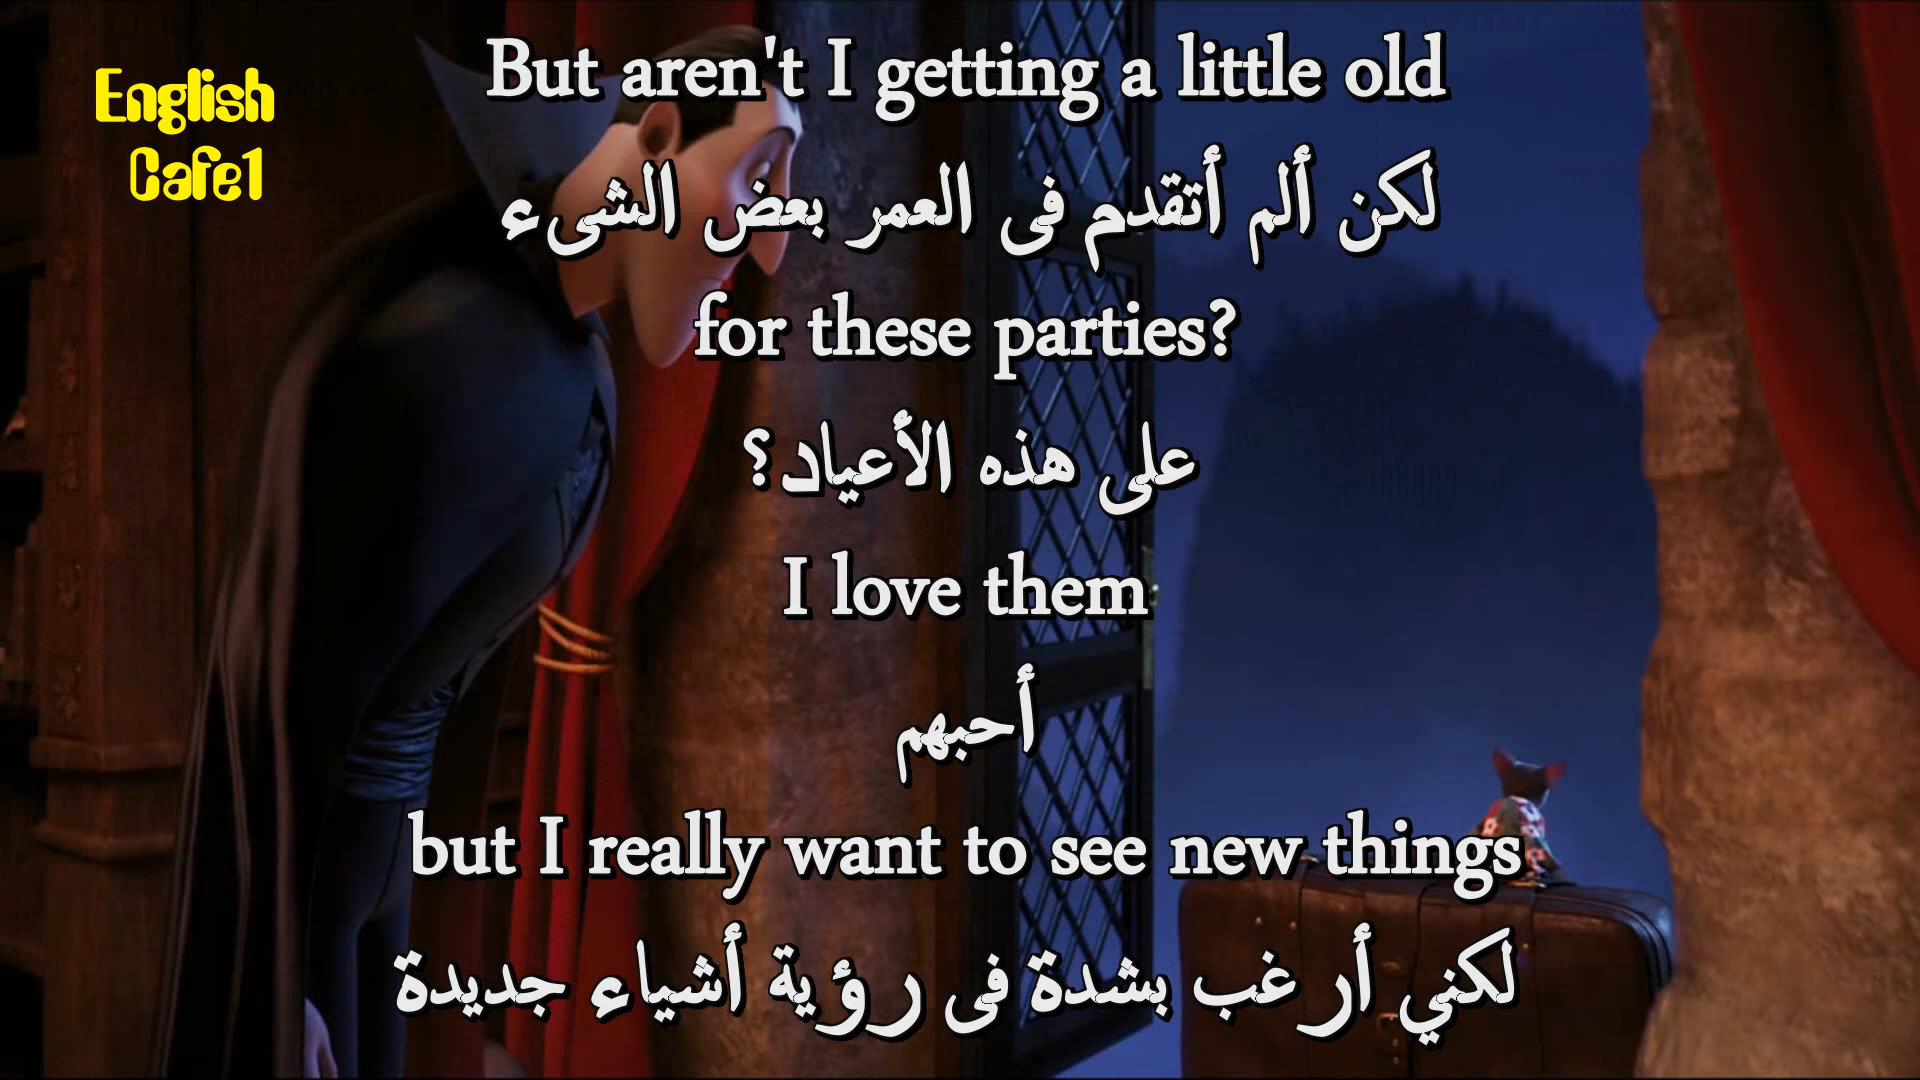 English
Cafe1
But aren't I getting a little old
لكن ألم أتقدم فى العمر بعض الشىء
for these parties?
على هذه الأعياد؟
I love them
أحبهم
but I really want to see new things
لكني أرغب بشدة فى رؤية أشياء جديدة